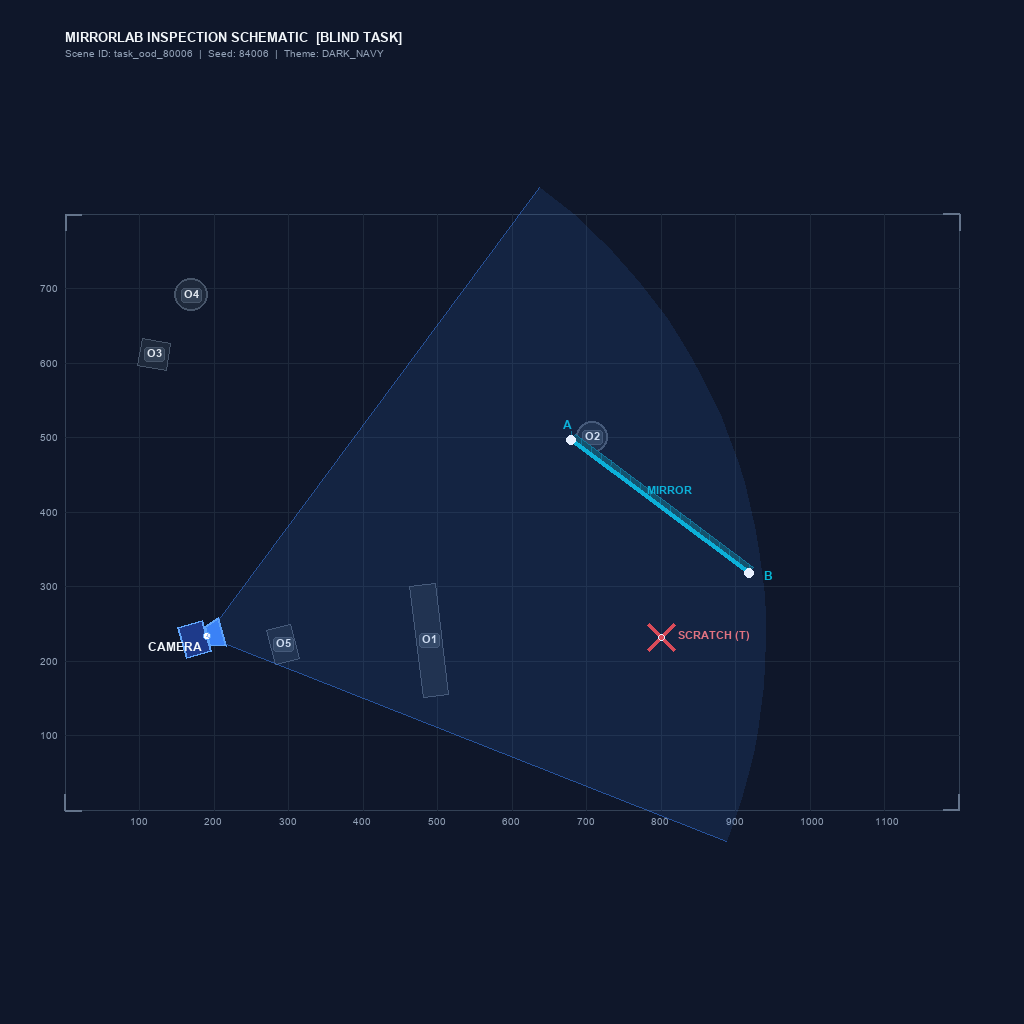 MIRRORLAB INSPECTION SCHEMATIC [BLIND TASK]
Scene ID: task_ood_80006 | Seed: 84006 | Theme: DARK_NAVY
O4
700
O3
600
A
O2
500
MIRROR
400
B
300
O1
SCRATCH (T)
O5
CAMERA
200
100
100 200 300 400 500 600 700 800 900 1000 1100